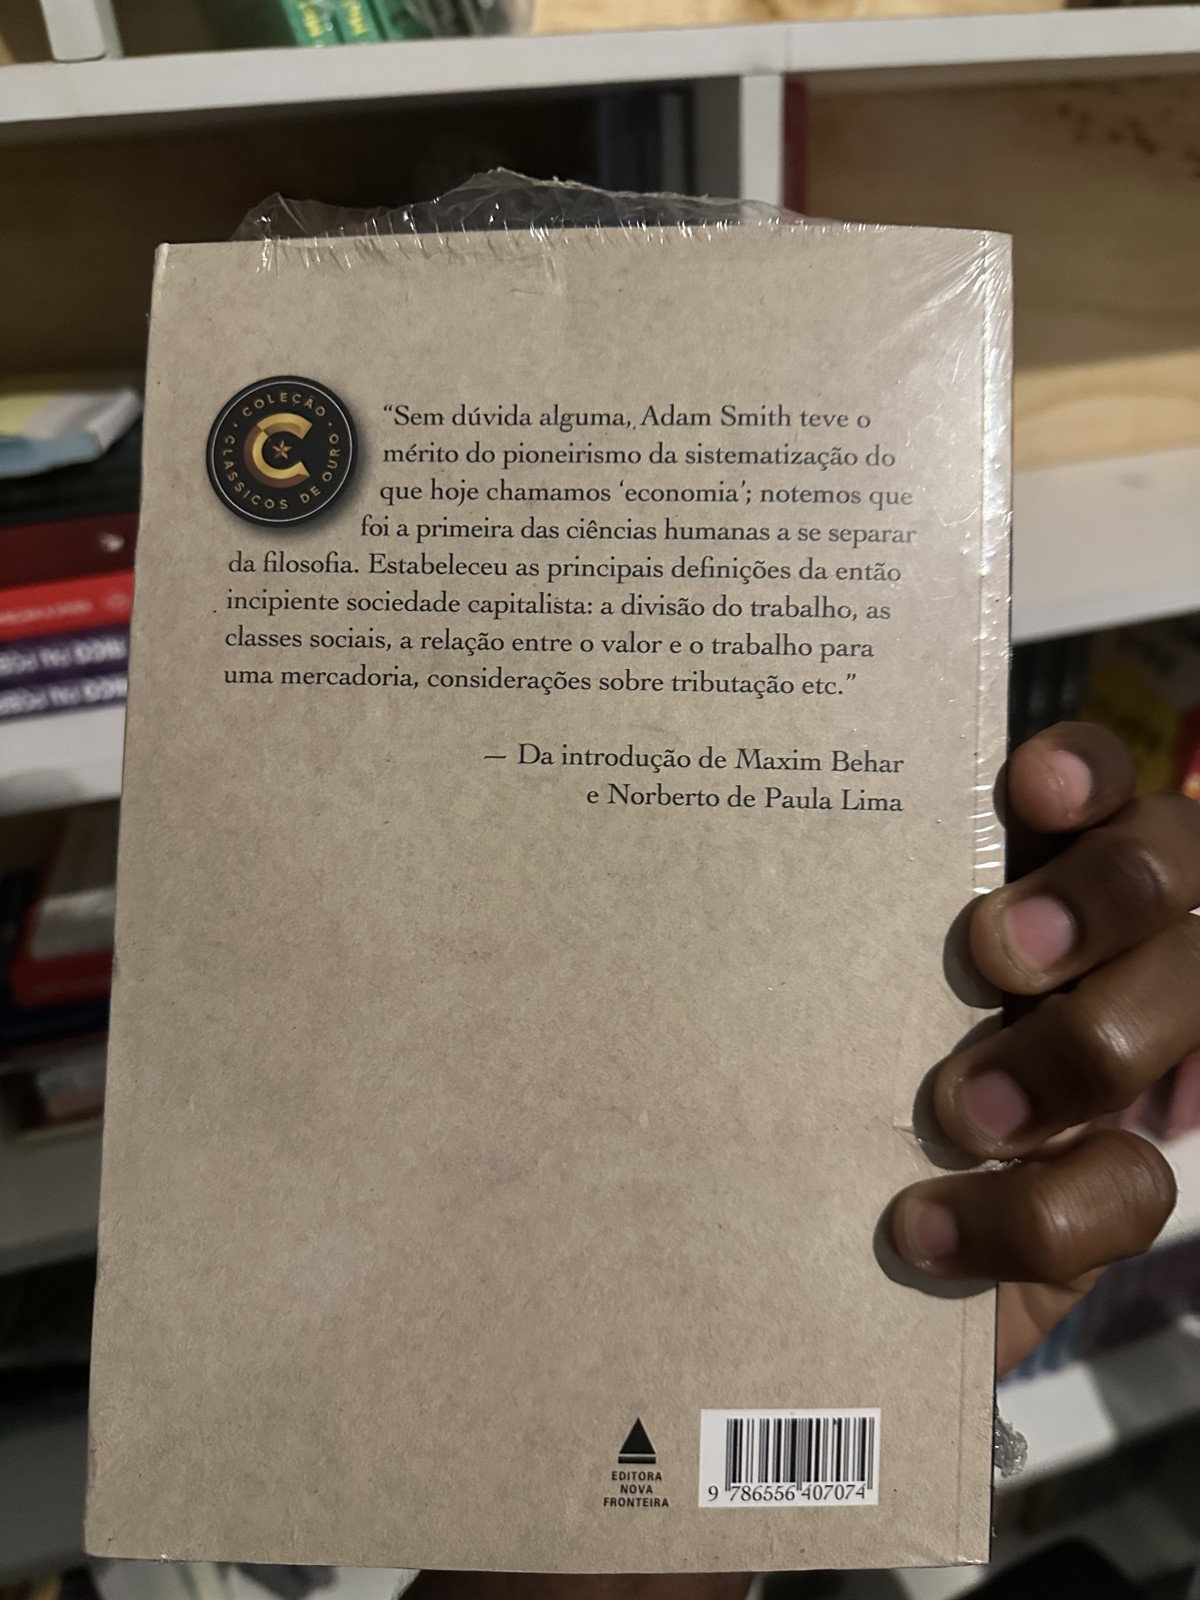 COLEÇÃO
CLÁSSICOS DE OURO
“Sem dúvida alguma, Adam Smith teve o
mérito do pioneirismo da sistematização do
que hoje chamamos ‘economia’; notemos que
foi a primeira das ciências humanas a se separar
da filosofia. Estabeleceu as principais definições da então
incipiente sociedade capitalista: a divisão do trabalho, as
classes sociais, a relação entre o valor e o trabalho para
uma mercadoria, considerações sobre tributação etc.”
— Da introdução de Maxim Behar
e Norberto de Paula Lima
EDITORA
NOVA
FRONTEIRA
9 786556 407074